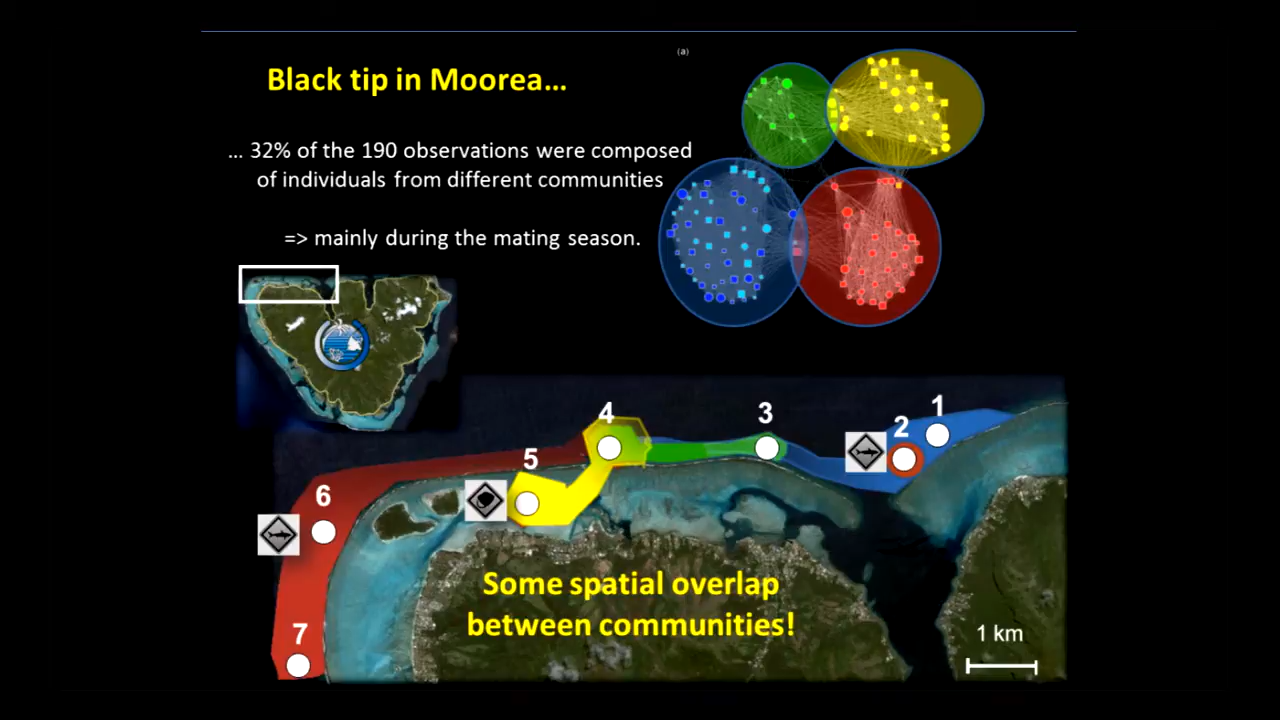 (a)
Black tip in Moorea...
... 32% of the 190 observations were composed
of individuals from different communities
=> mainly during the mating season.
1
2
3
4
5
6
7
Some spatial overlap
between communities!
1 km